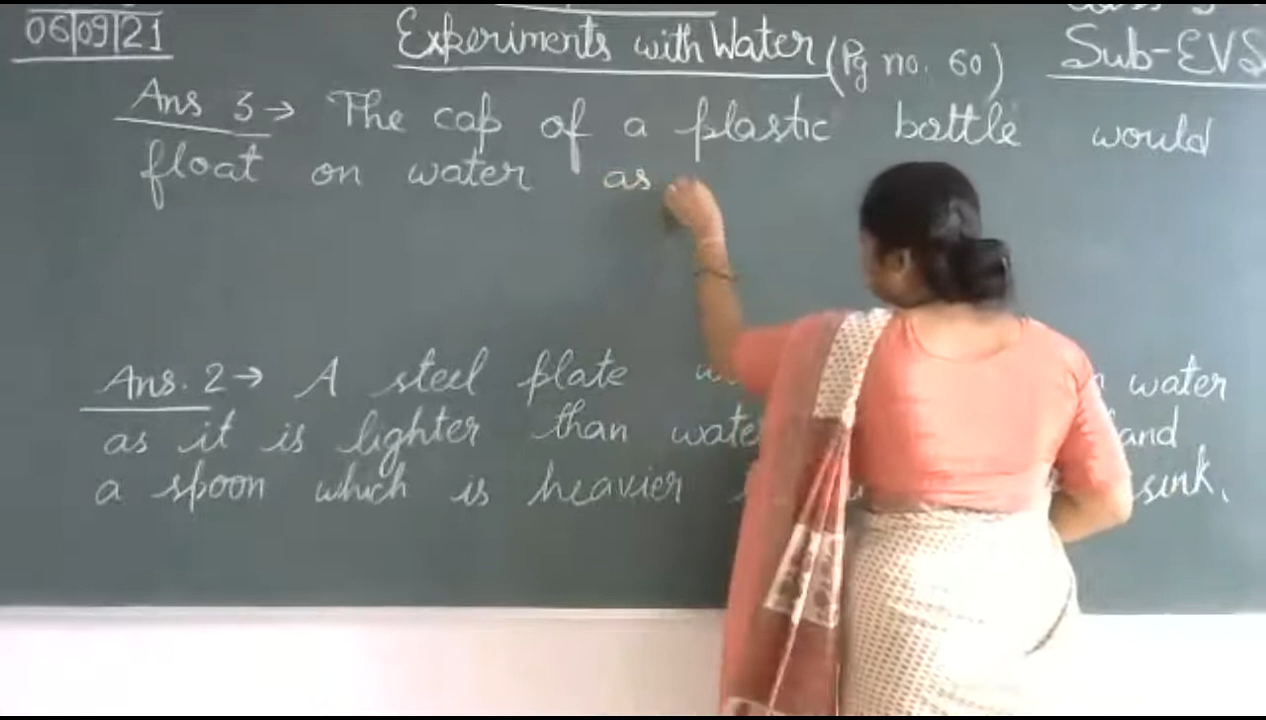 06/09/21
Experiments with Water (Pg no. 60)
Sub-EVS
Ans 3→ The cap of a plastic bottle would
float on water as
Ans. 2→ A steel plate water
as it is lighter than and
a spoon which is heavier sink.